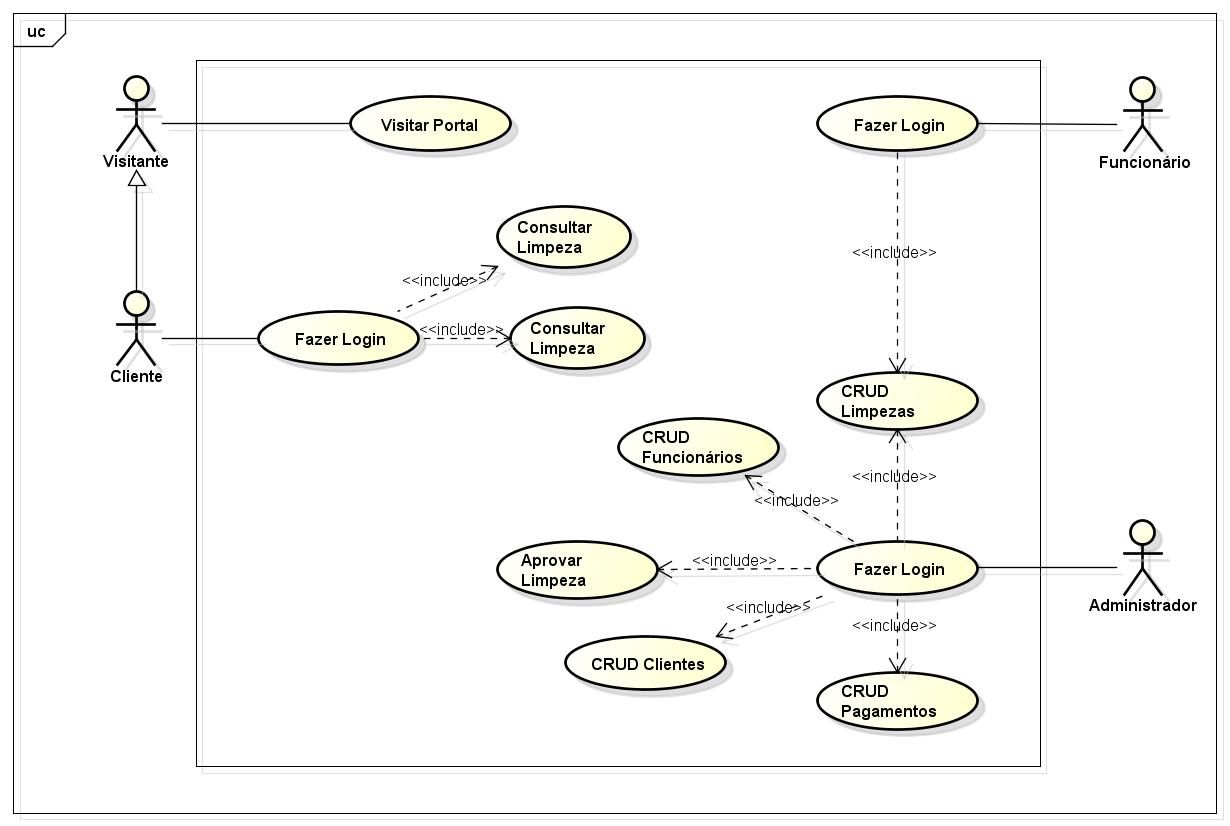 uc
Visitante
Visitar Portal
Fazer Login
Funcionário
Consultar
Limpeza
<<include>>
<<include>>
Cliente
Fazer Login
<<include>>
Consultar
Limpeza
CRUD
Limpezas
CRUD
Funcionários
<<include>>
<<include>>
Aprovar
Limpeza
<<include>>
Fazer Login
Administrador
<<include>>
<<include>>
CRUD Clientes
CRUD
Pagamentos